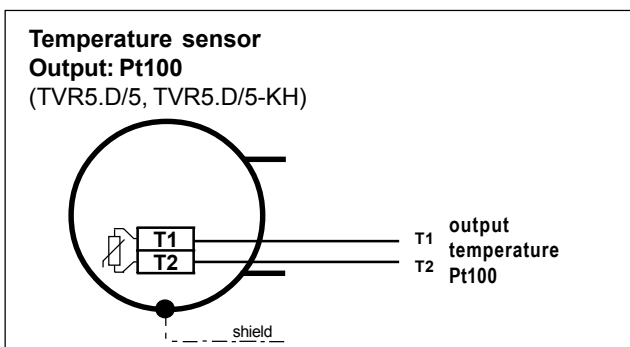 Temperature sensor
Output: Pt100
(TVR5.D/5, TVR5.D/5-KH)
T1
T2
T1
T2
output
temperature
Pt100
shield